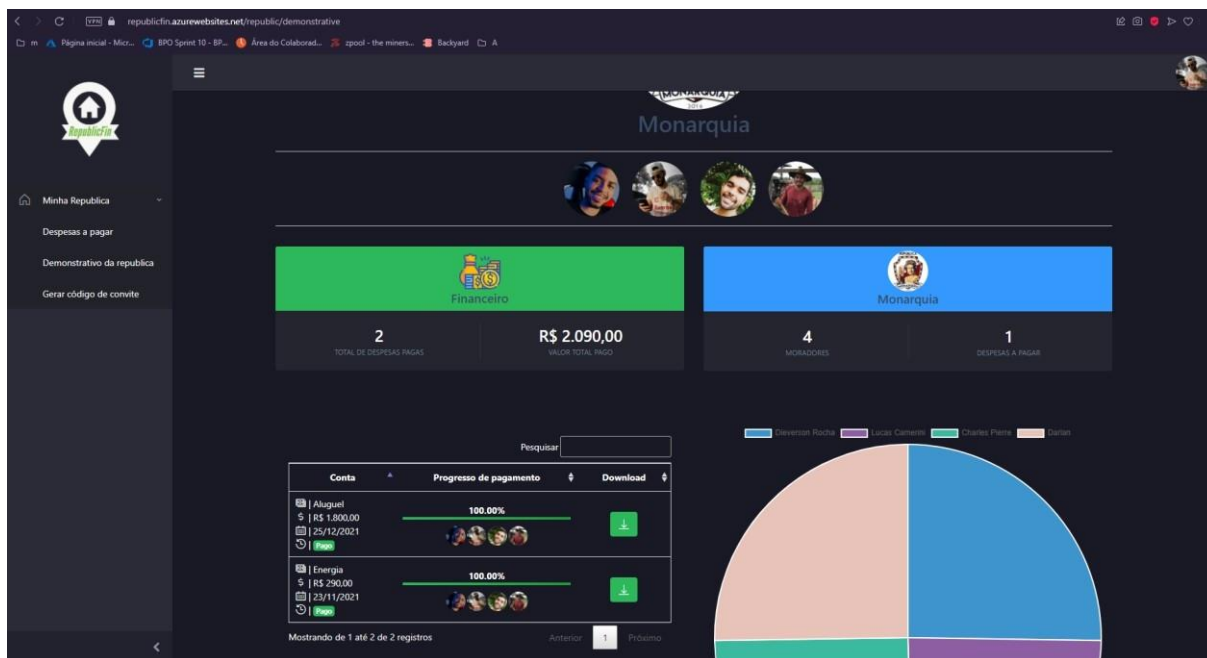 VPN republicfin.azurewebsites.net/republic/demonstrative
m Página inicial - Micr... BPO Sprint 10 - BP... Área do Colaborad... zpool - the miners... Backyard A
RepublicFin
Minha Republica
Despesas a pagar
Demonstrativo da republica
Gerar código de convite
MONARQUIA
2016
Monarquia
Financeiro
2
TOTAL DE DESPESAS PAGAS
R$ 2.090,00
VALOR TOTAL PAGO
Monarquia
4
MORADORES
1
DESPESAS A PAGAR
Pesquisar
Conta Progresso de pagamento Download
| Aluguel
$ | R$ 1.800,00
| 25/12/2021
| Pago
100.00%
| Energia
$ | R$ 290,00
| 23/11/2021
| Pago
100.00%
Mostrando de 1 até 2 de 2 registros
Anterior 1 Próximo
Dieverson Rocha Lucas Camerini Charles Pierre Darlan